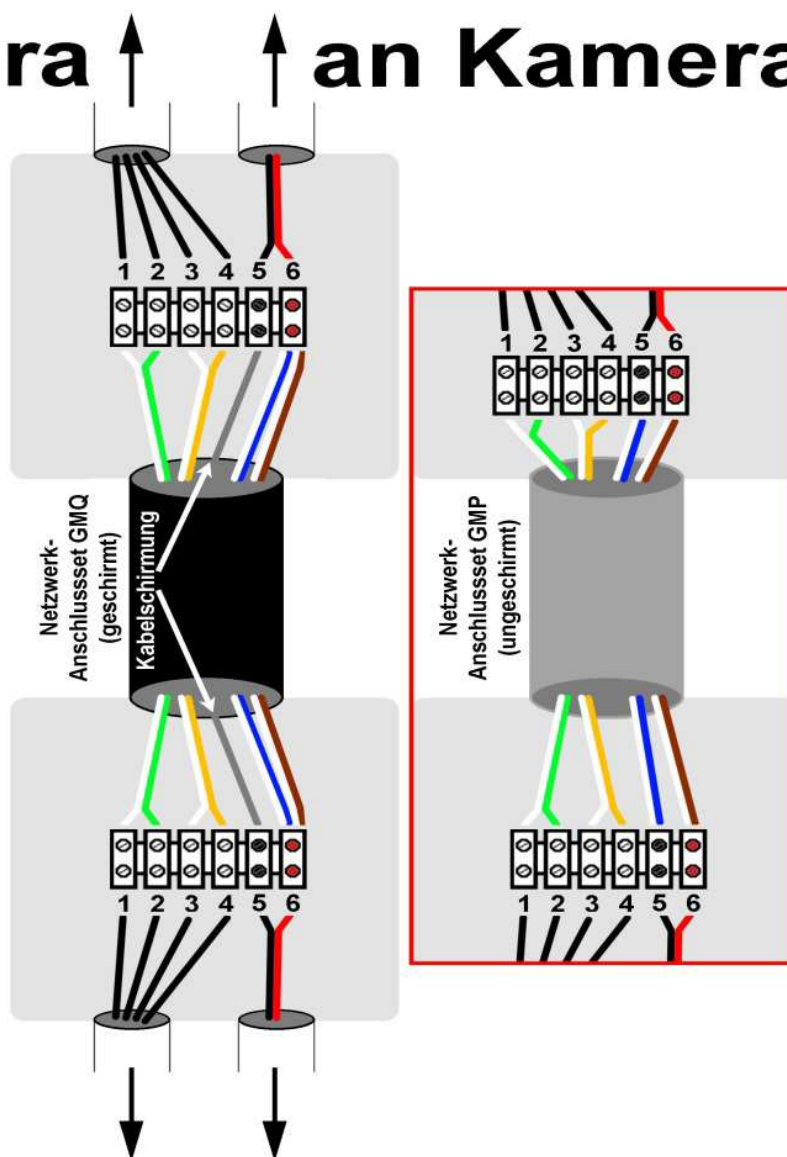 ra an Kamera
1 2 3 4 5 6
Netzwerk-
Anschlussset GMQ
(geschirmt)
Kabelschirmung
1 2 3 4 5 6
1 2 3 4 5 6
Netzwerk-
Anschlussset GMP
(ungeschirmt)
1 2 3 4 5 6